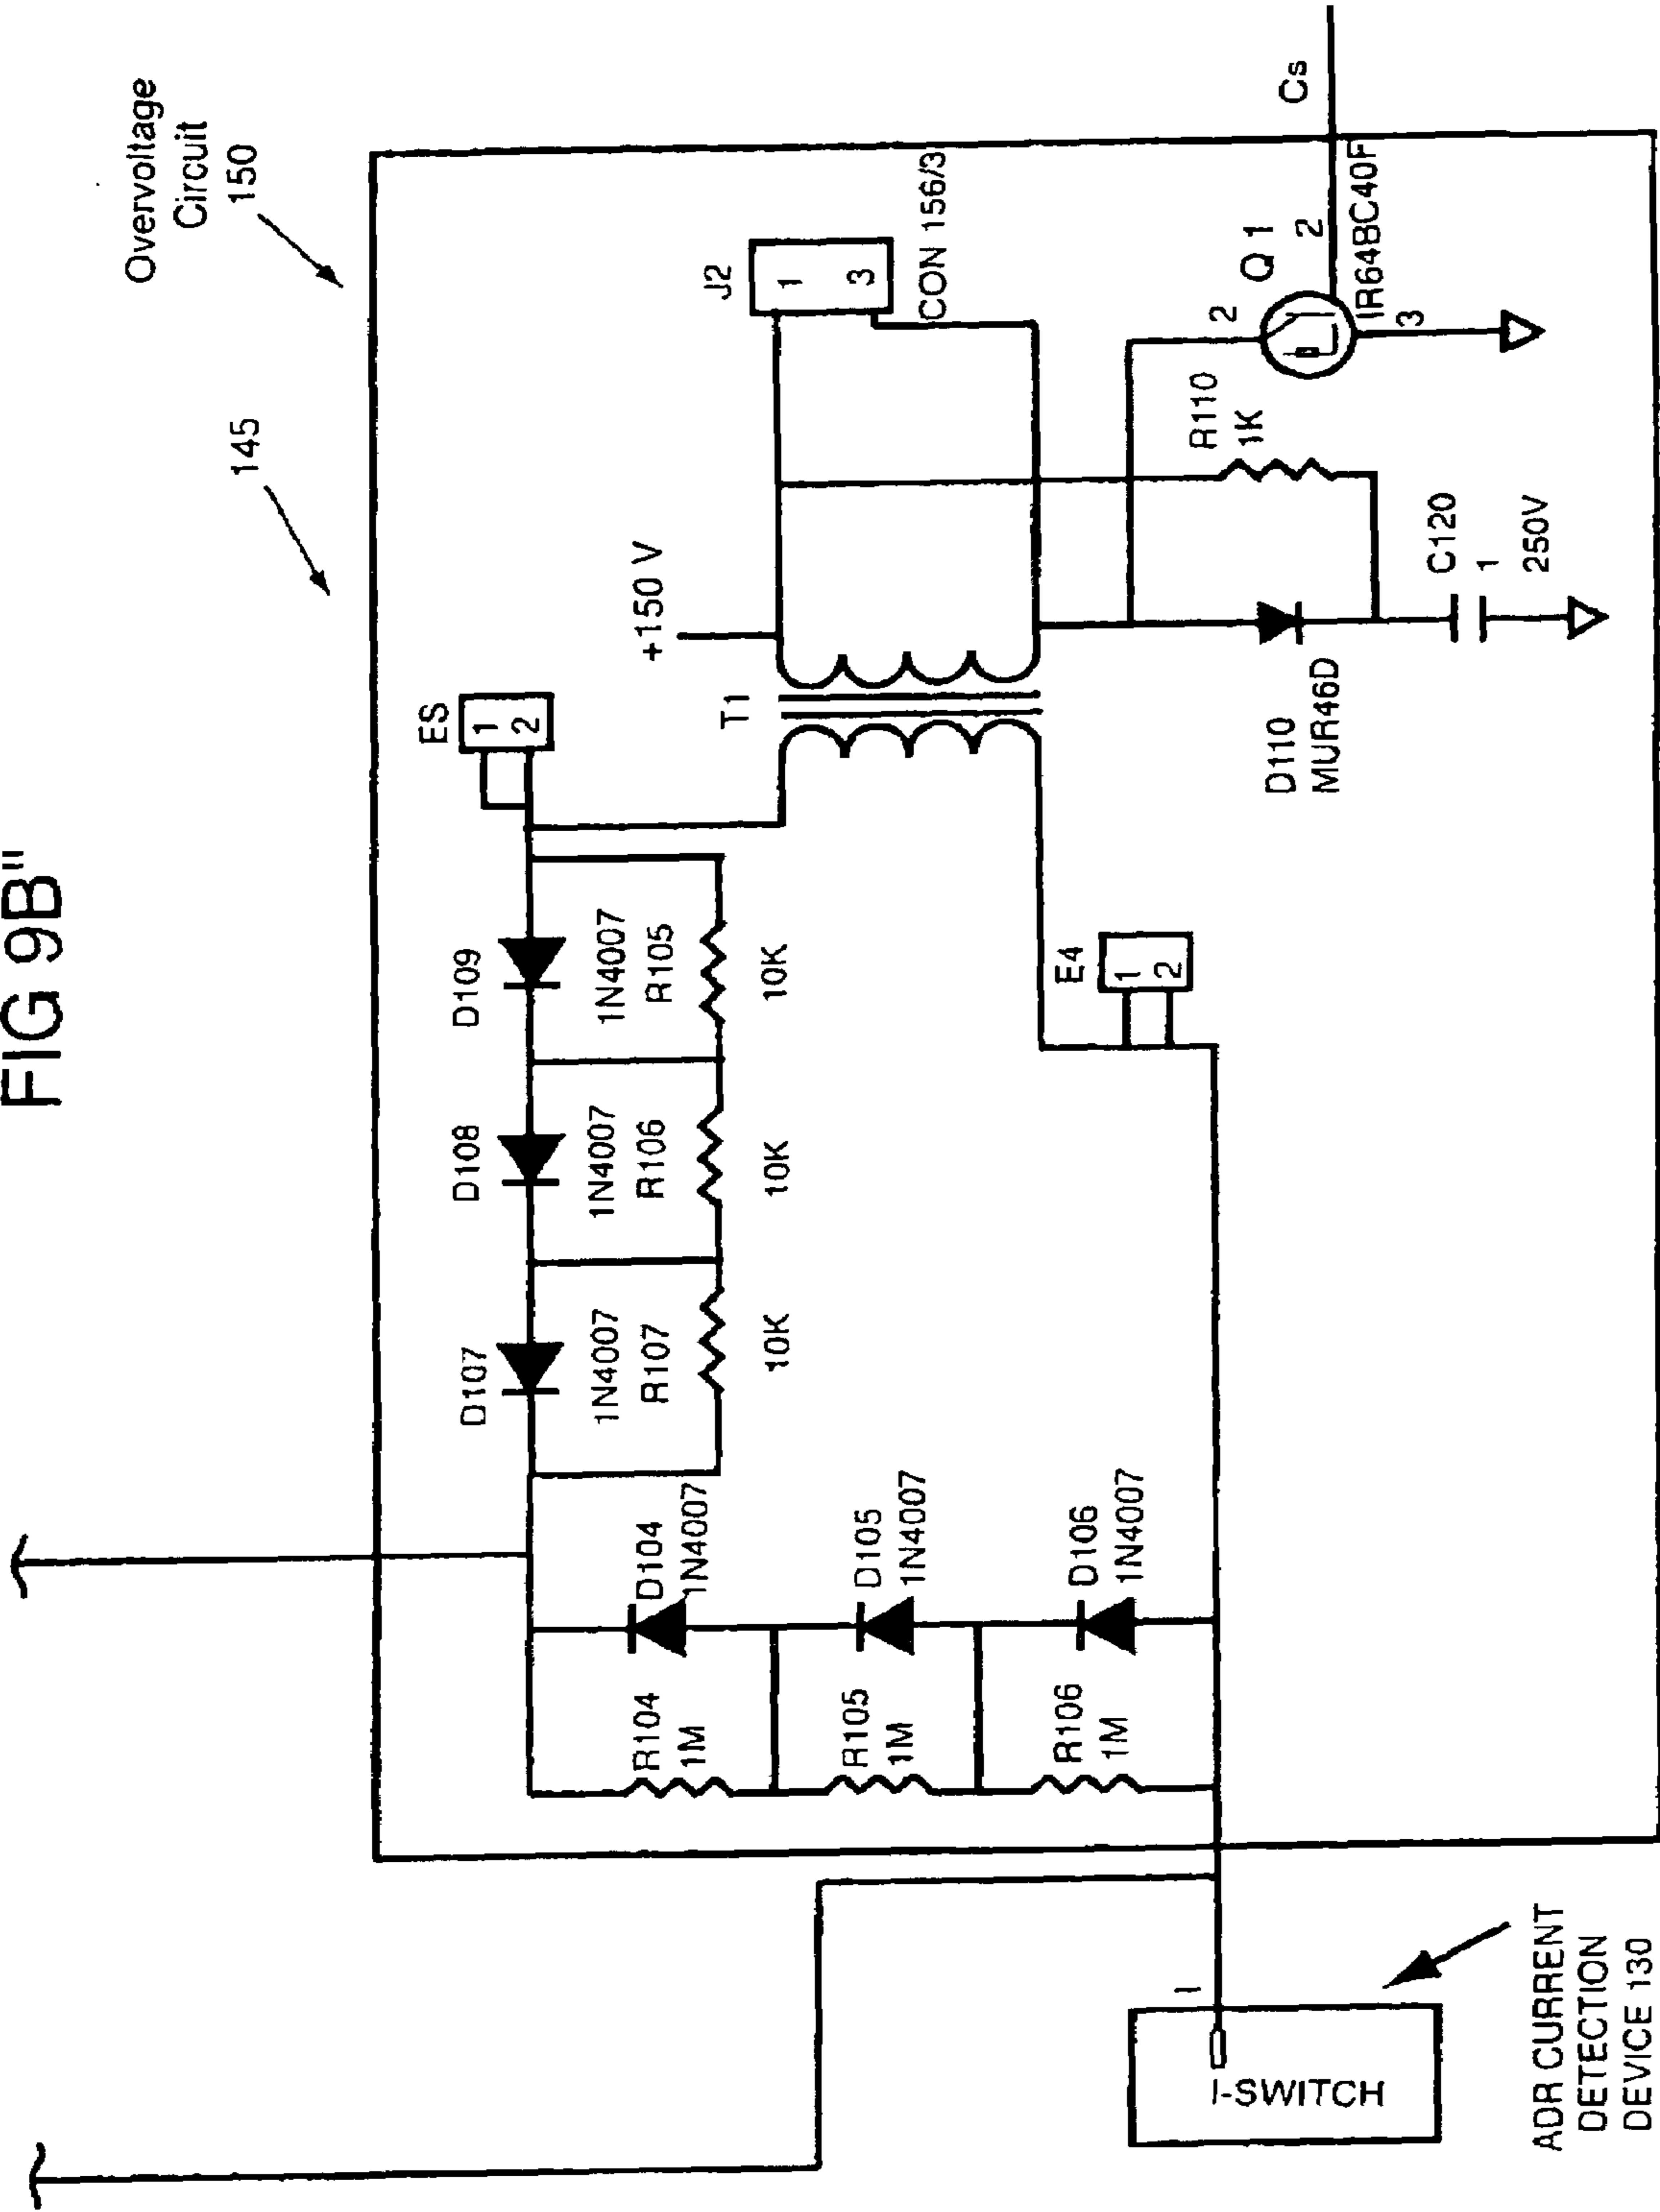 FIG 9B"
Overvoltage
Circuit
150
145
ES
1
2
+150 V
J2
1
3
CON 156/3
T1
D109
1N4007
R105
10K
D108
1N4007
R106
10K
D107
1N4007
R107
10K
E4
1
2
Q1
2
2
IR64BC40F
3
Cs
R110
1K
D110
MUR46D
C120
1
250V
D104
1N4007
D105
1N4007
D106
1N4007
R104
1M
R105
1M
R106
1M
1
I-SWITCH
ADR CURRENT
DETECTION
DEVICE 130